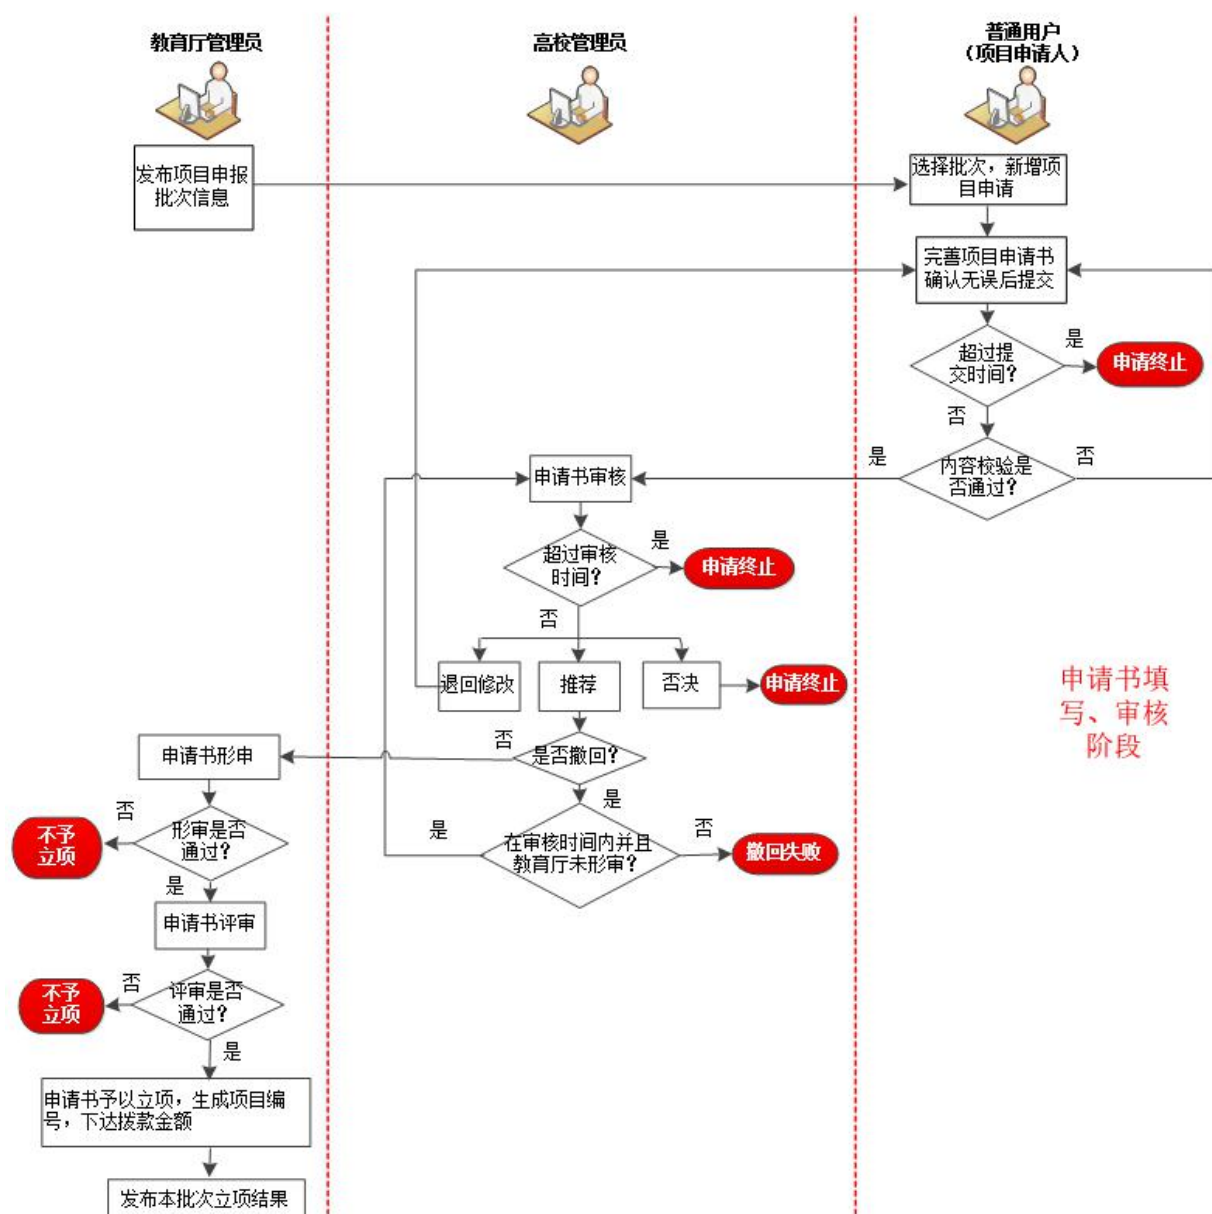 教育厅管理员
高校管理员
普通用户
（项目申请人）
发布项目申报
批次信息
选择批次，新增项
目申请
完善项目申请书
确认无误后提交
超过提
交时间？
是
申请终止
否
内容校验是
否通过？
是
否
申请书审核
超过审核
时间？
是
申请终止
否
退回修改
推荐
否决
申请终止
申请书填
写、审核
阶段
是否撤回？
否
是
申请书形申
在审核时间内并且
教育厅未形审？
是
否
撤回失败
形审是否
通过？
否
不予
立项
是
申请书评审
评审是否
通过？
否
不予
立项
是
申请书予以立项，生成项目编
号，下达拨款金额
发布本批次立项结果